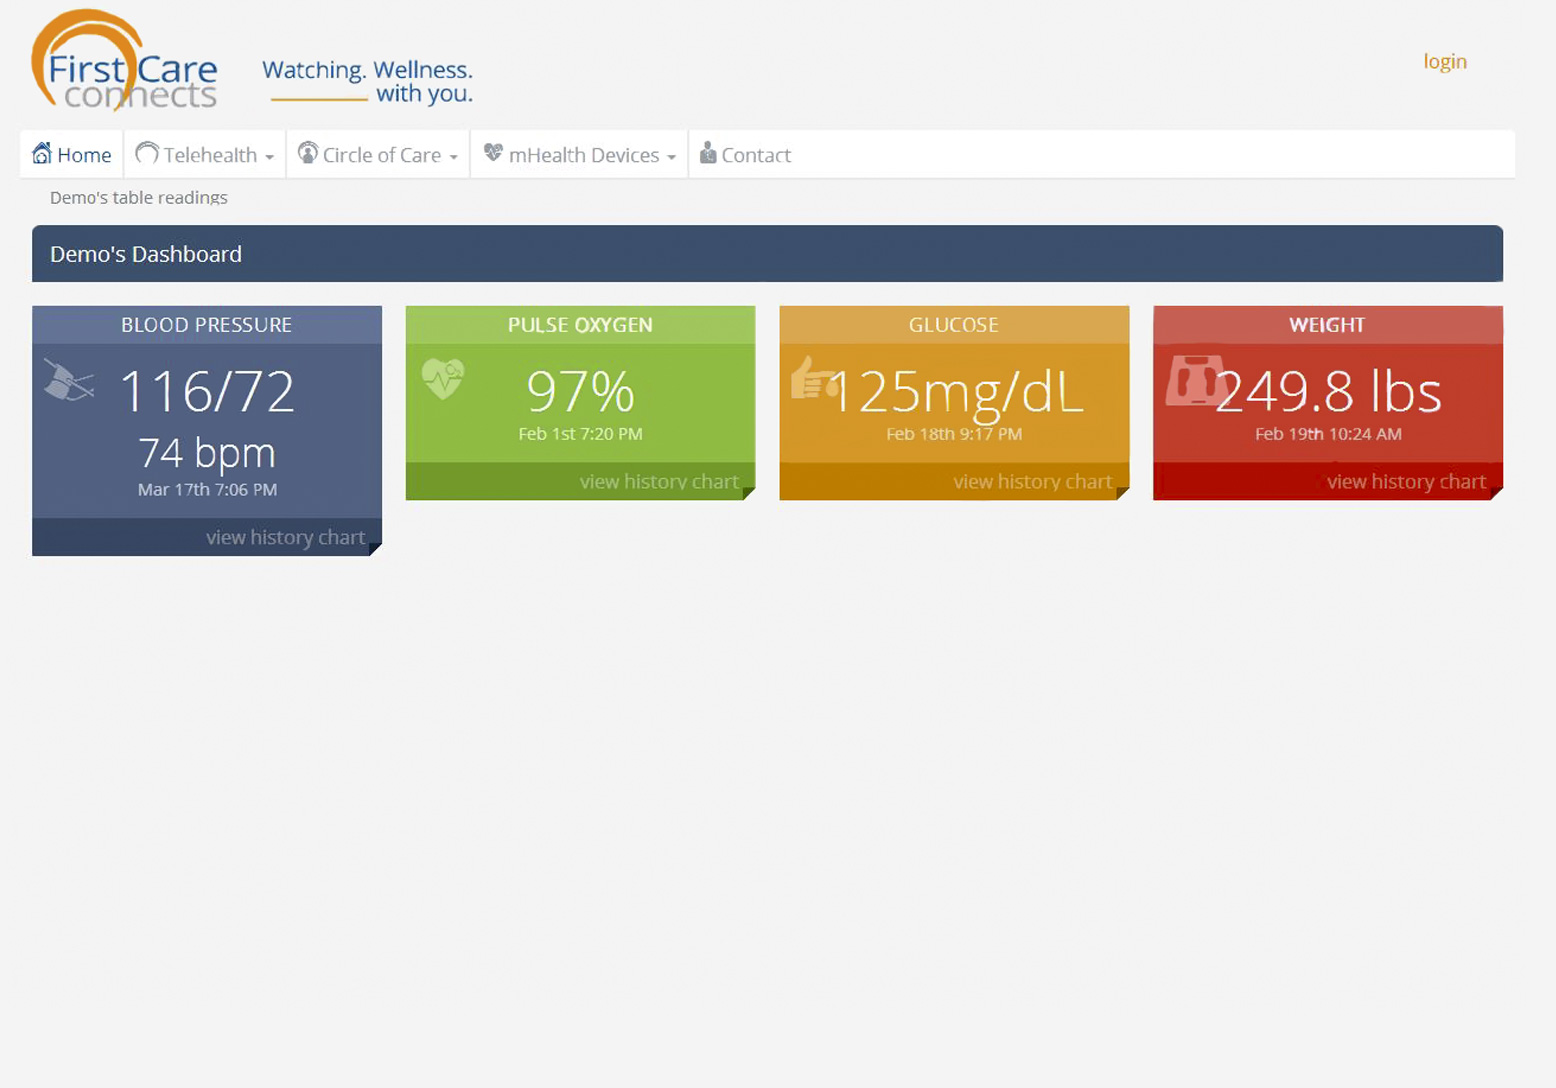 First Care
connects
Watching. Wellness.
with you.
login
Home
Telehealth
Circle of Care
mHealth Devices
Contact
Demo's table readings
Demo's Dashboard
BLOOD PRESSURE
116/72
74 bpm
Mar 17th 7:06 PM
view history chart
PULSE OXYGEN
97%
Feb 1st 7:20 PM
view history chart
GLUCOSE
125mg/dL
Feb 18th 9:17 PM
view history chart
WEIGHT
249.8 lbs
Feb 19th 10:24 AM
view history chart